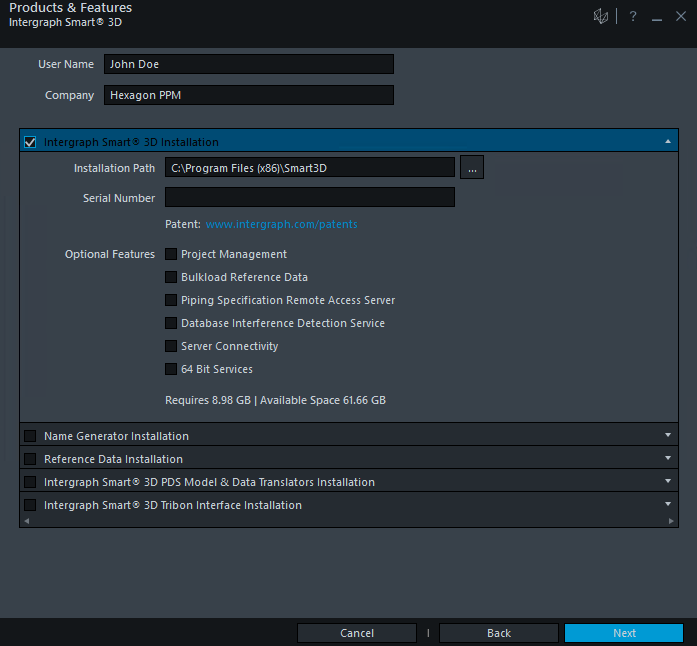 Products & Features
Intergraph Smart® 3D
?
User Name John Doe
Company Hexagon PPM
Intergraph Smart® 3D Installation
Installation Path C:\Program Files (x86)\Smart3D ...
Serial Number
Patent: www.intergraph.com/patents
Optional Features Project Management
Bulkload Reference Data
Piping Specification Remote Access Server
Database Interference Detection Service
Server Connectivity
64 Bit Services
Requires 8.98 GB | Available Space 61.66 GB
Name Generator Installation
Reference Data Installation
Intergraph Smart® 3D PDS Model & Data Translators Installation
Intergraph Smart® 3D Tribon Interface Installation
Cancel | Back Next